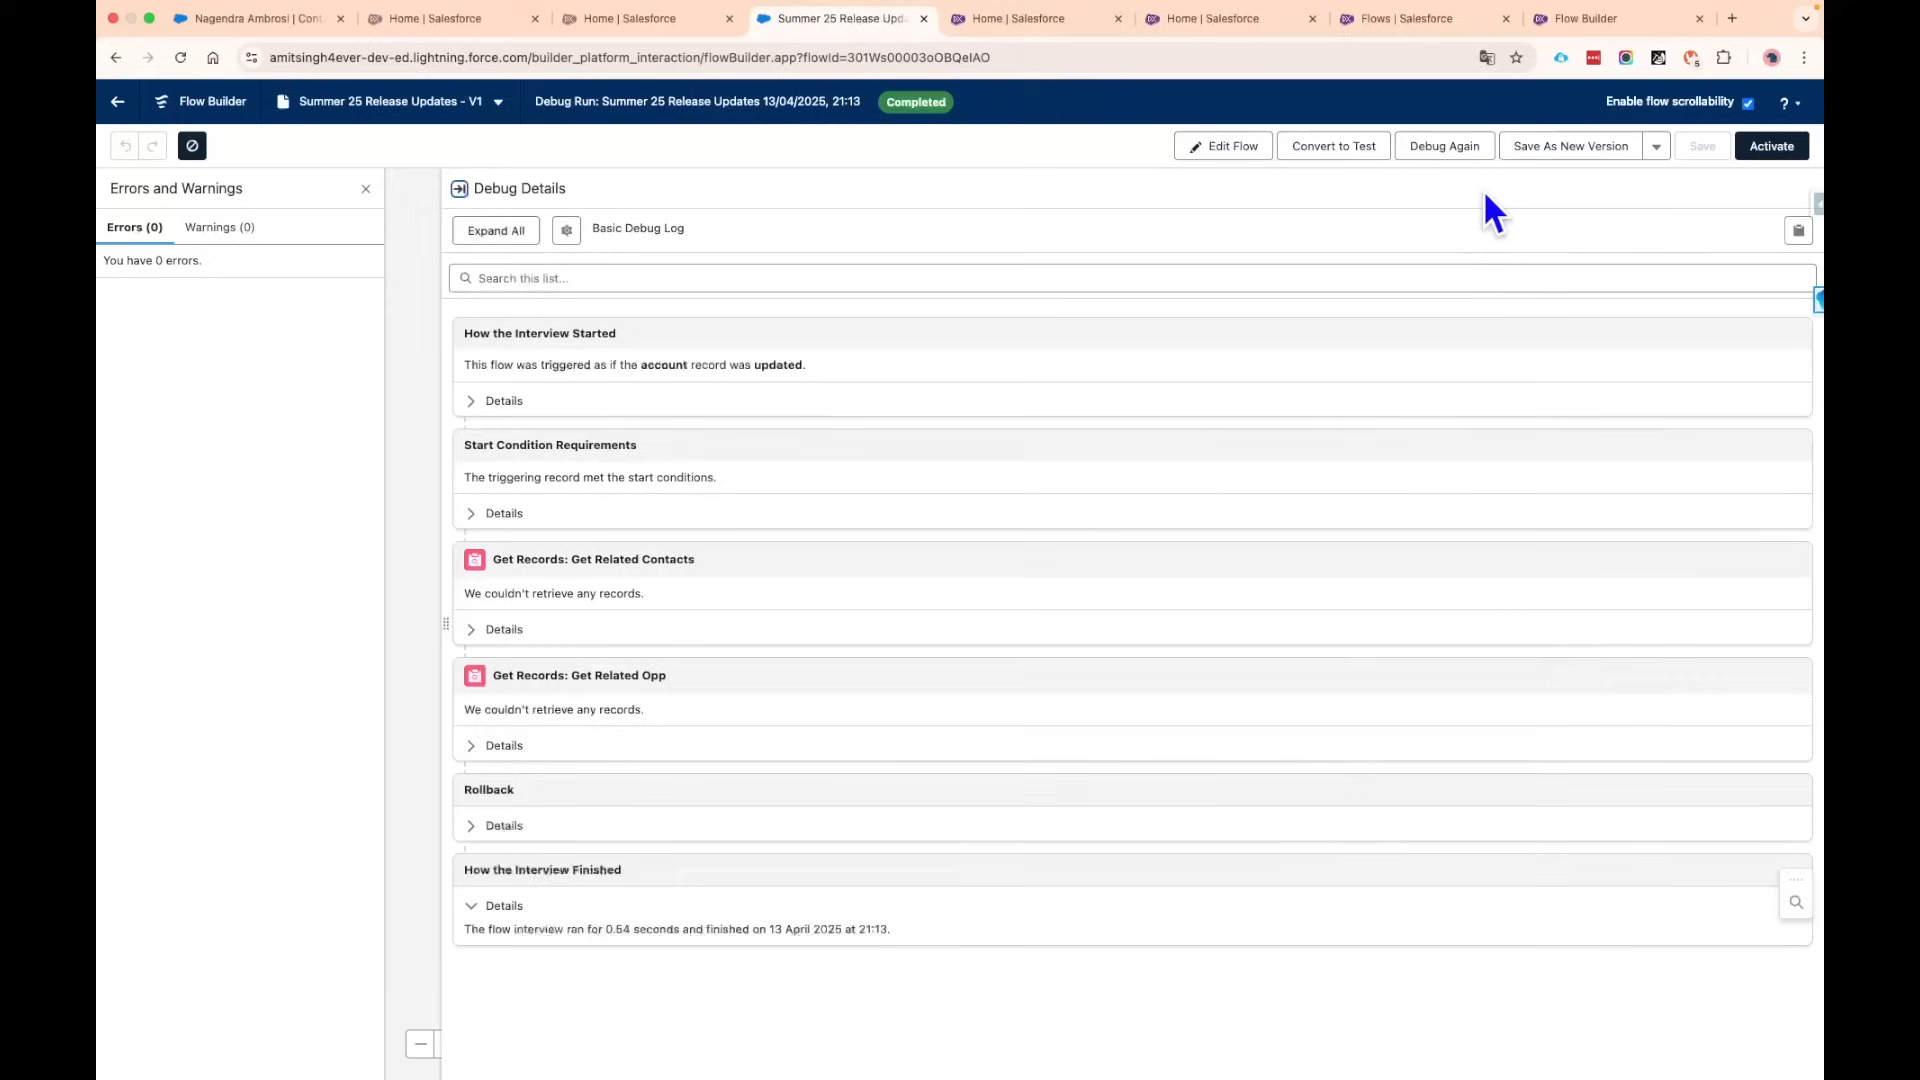 Nagendra Ambrosi | Cont
Home | Salesforce
Home | Salesforce
Summer 25 Release Upda
Home | Salesforce
Home | Salesforce
Flows | Salesforce
Flow Builder
amitsingh4ever-dev-ed.lightning.force.com/builder_platform_interaction/flowBuilder.app?flowId=301Ws00003oOBQeIAO
5
Flow Builder
Summer 25 Release Updates - V1
Debug Run: Summer 25 Release Updates 13/04/2025, 21:13
Completed
Enable flow scrollability
?
Edit Flow
Convert to Test
Debug Again
Save As New Version
Save
Activate
Errors and Warnings
Errors (0)
Warnings (0)
You have 0 errors.
Debug Details
Expand All
Basic Debug Log
Search this list...
How the Interview Started
This flow was triggered as if the account record was updated.
Details
Start Condition Requirements
The triggering record met the start conditions.
Details
Get Records: Get Related Contacts
We couldn't retrieve any records.
Details
Get Records: Get Related Opp
We couldn't retrieve any records.
Details
Rollback
Details
How the Interview Finished
Details
The flow interview ran for 0.54 seconds and finished on 13 April 2025 at 21:13.